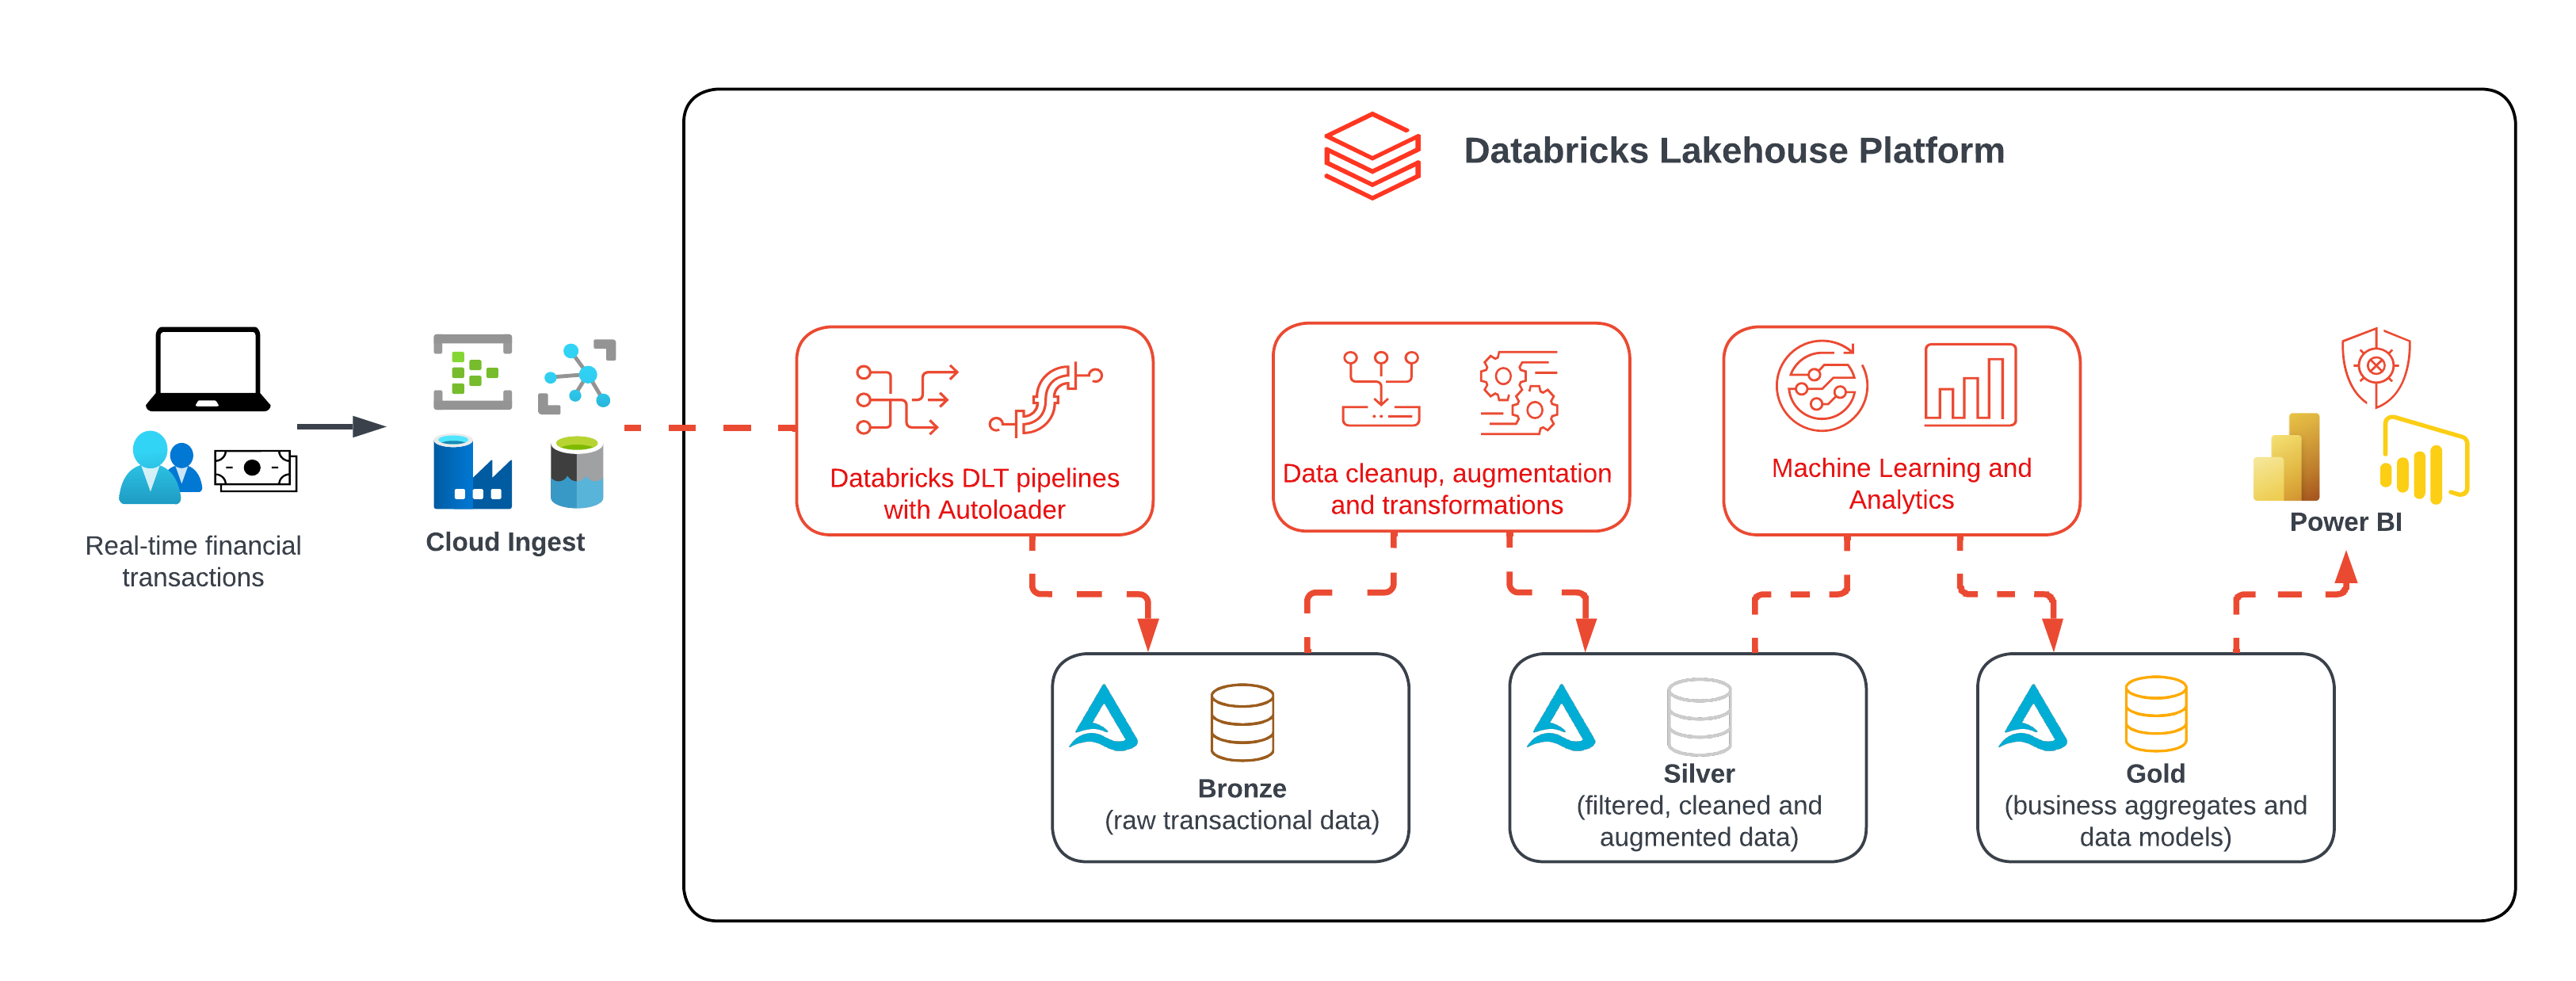 Databricks Lakehouse Platform
Real-time financial
transactions
Cloud Ingest
Databricks DLT pipelines
with Autoloader
Data cleanup, augmentation
and transformations
Machine Learning and
Analytics
Power BI
Bronze
(raw transactional data)
Silver
(filtered, cleaned and
augmented data)
Gold
(business aggregates and
data models)